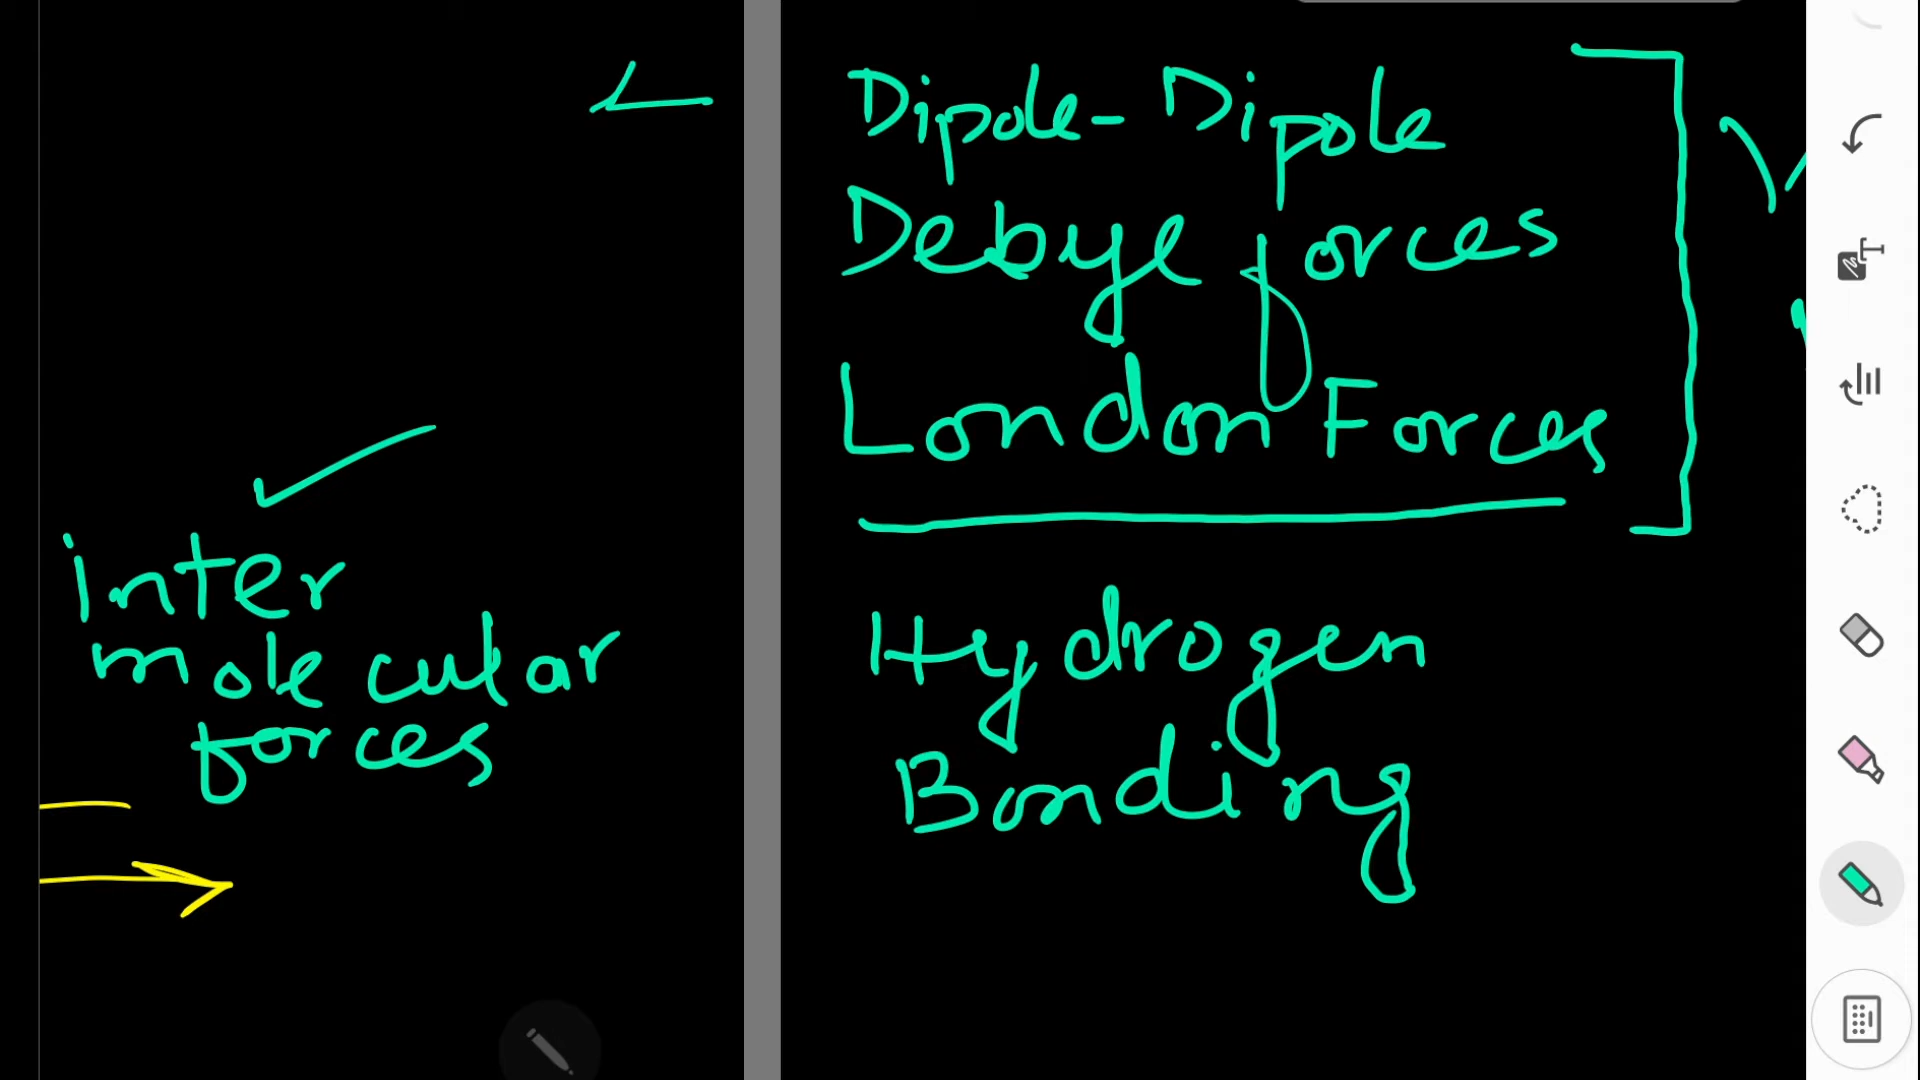 inter
molecular
forces
Dipole-Dipole
Debye forces
London Forces
Hydrogen
Bonding